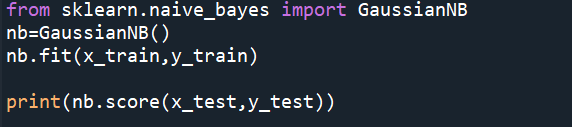 from sklearn.naive_bayes import GaussianNB
nb=GaussianNB()
nb.fit(x_train,y_train)
print(nb.score(x_test,y_test))